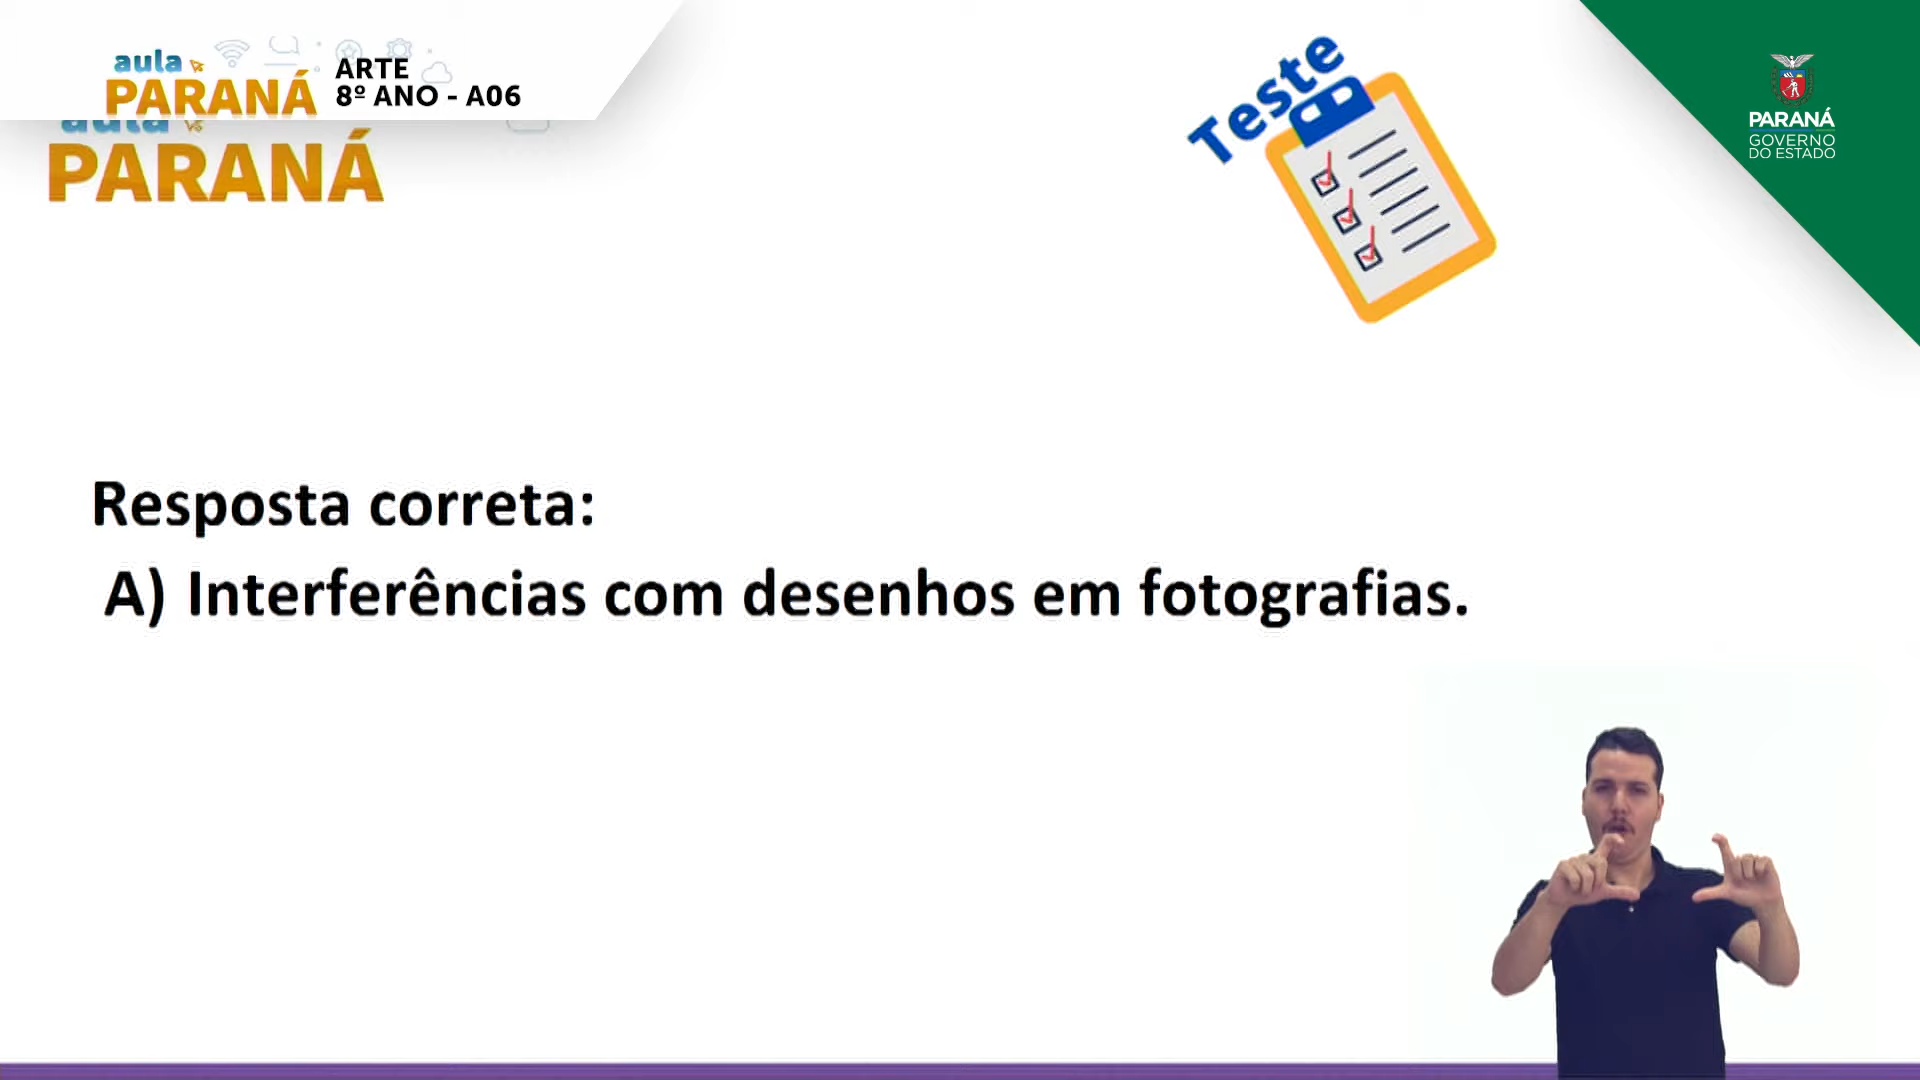 aula
PARANÁ
ARTE
8º ANO - A06
aula
PARANÁ
Teste
PARANÁ
GOVERNO
DO ESTADO
Resposta correta:
A) Interferências com desenhos em fotografias.